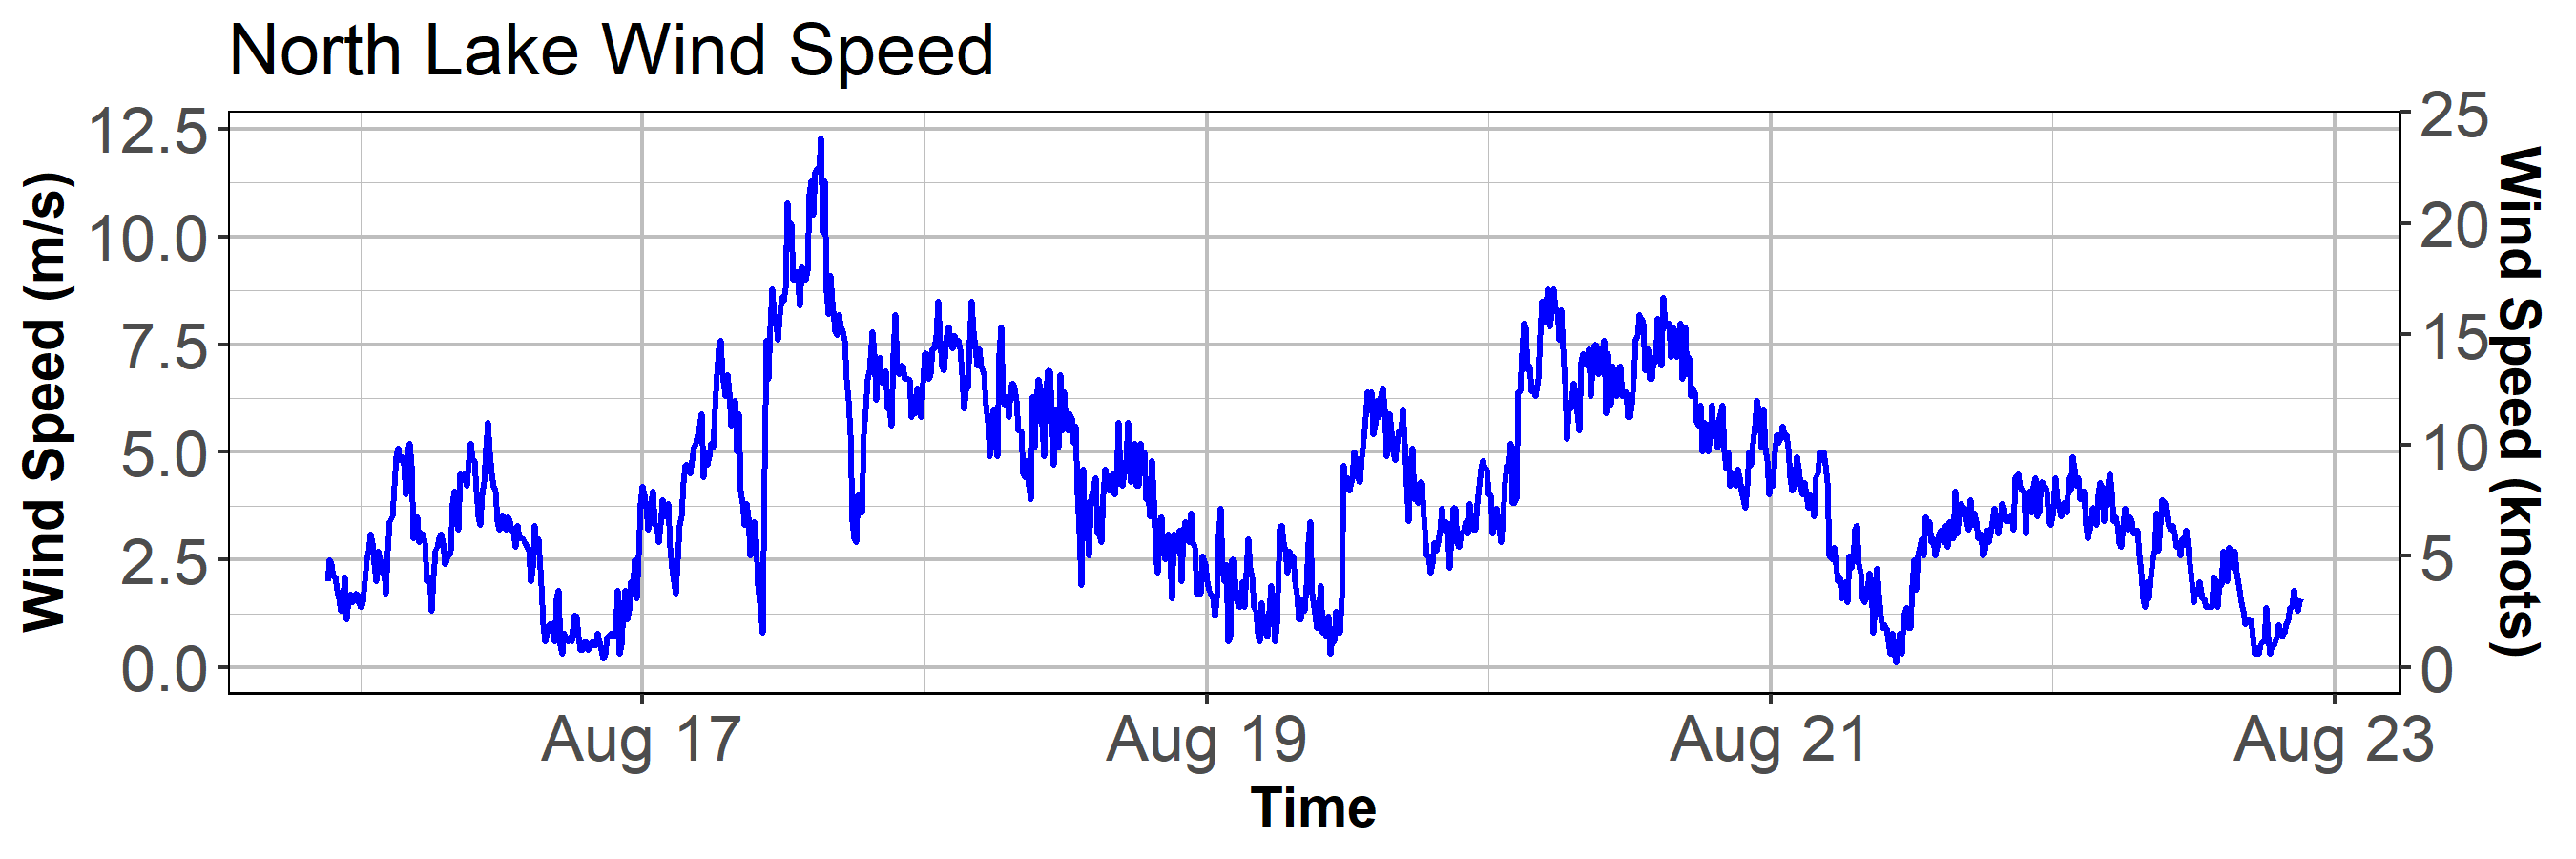 North Lake Wind Speed
Wind Speed (m/s)
12.5
10.0
7.5
5.0
2.5
0.0
25
20
15
10
5
0
Wind Speed (knots)
Aug 17 Aug 19 Aug 21 Aug 23
Time